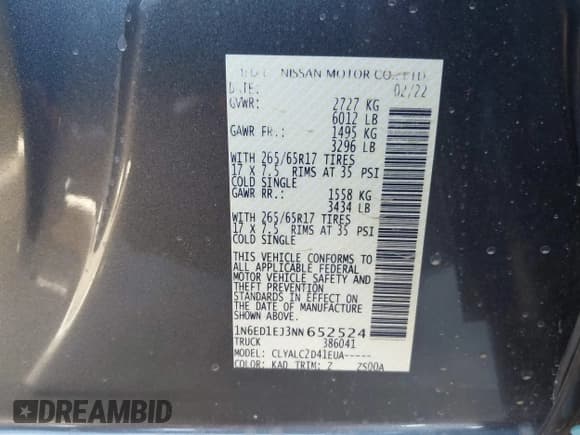 NISSAN MOTOR CO., LTD.
DATE: 02/22
GVWR: 2727 KG
6012 LB
GAWR FR.: 1495 KG
3296 LB
WITH 265/65R17 TIRES
17 X 7.5 RIMS AT 35 PSI
COLD SINGLE
GAWR RR.: 1558 KG
3434 LB
WITH 265/65R17 TIRES
17 X 7.5 RIMS AT 35 PSI
COLD SINGLE
THIS VEHICLE CONFORMS TO
ALL APPLICABLE FEDERAL
MOTOR VEHICLE SAFETY AND
THEFT PREVENTION
STANDARDS IN EFFECT ON
THE DATE OF MANUFACTURE
SHOWN ABOVE.
1N6ED1EJ3NN652524
TRUCK 386041
MODEL: CLYALCZD41EUA-----
COLOR: KAD TRIM: Z ZS00A
DREAMBID